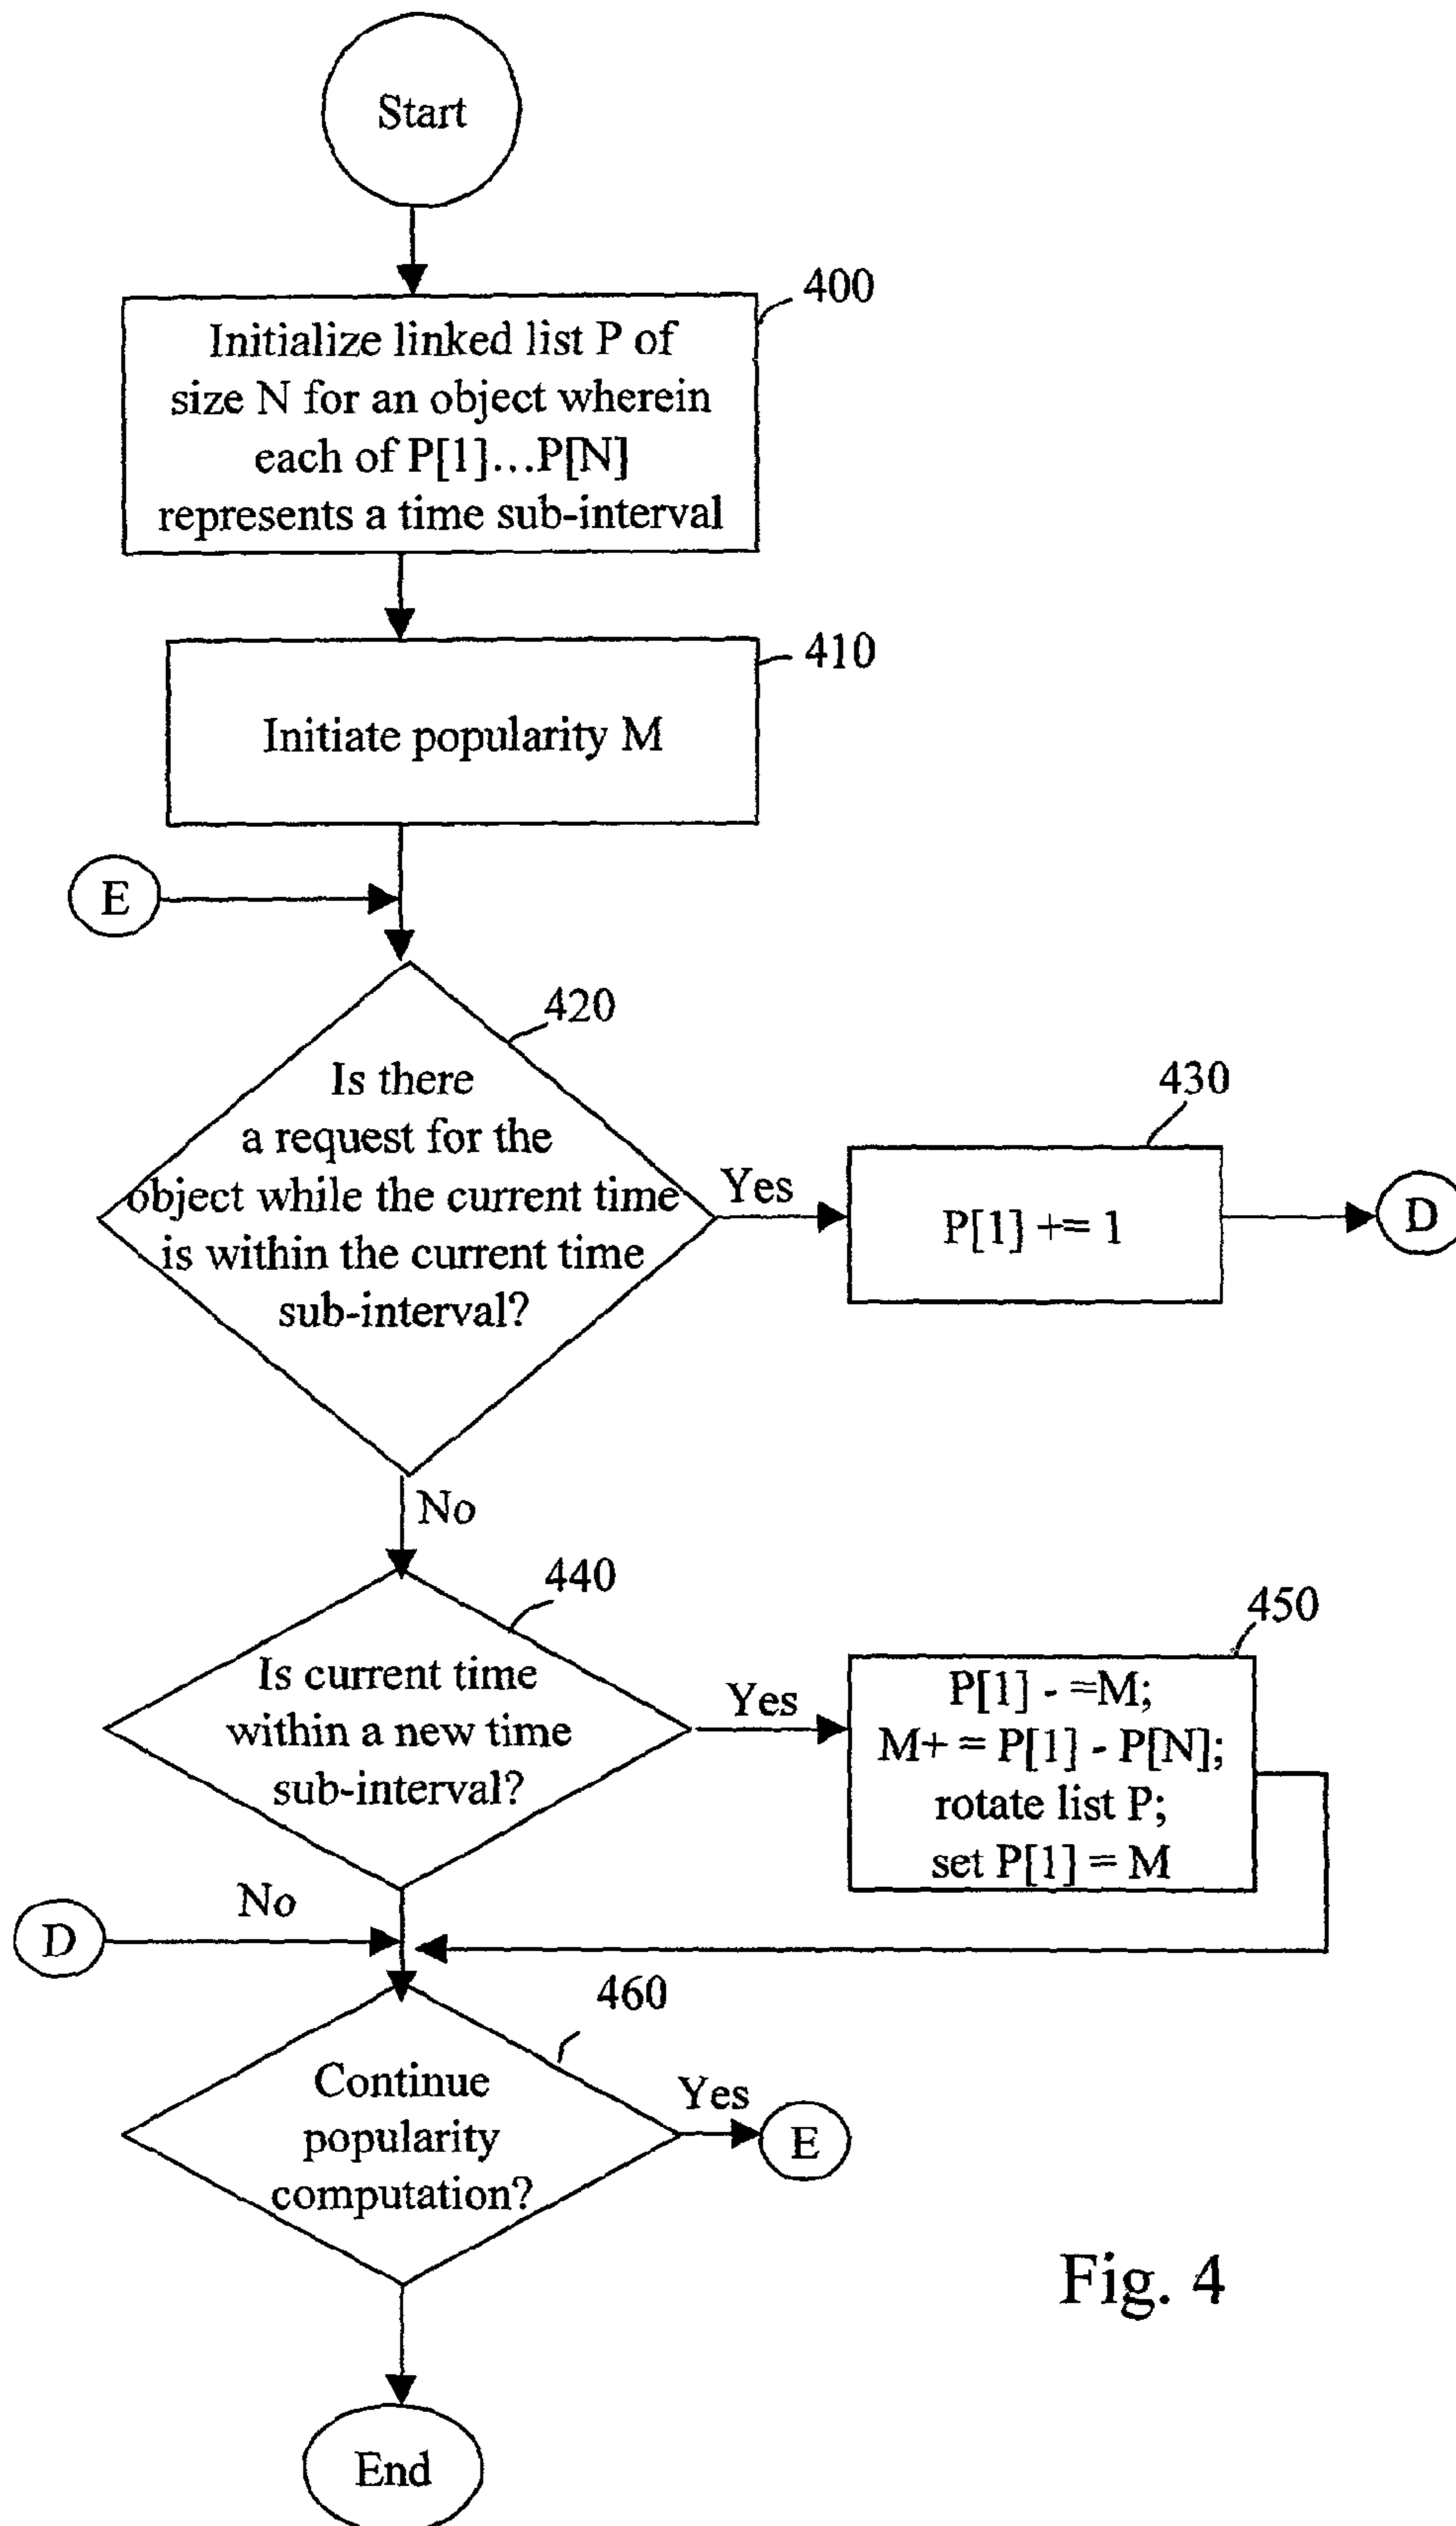 Start
400
Initialize linked list P of
size N for an object wherein
each of P[1]...P[N]
represents a time sub-interval
410
Initiate popularity M
E
420
Is there
a request for the
object while the current time
is within the current time
sub-interval?
Yes
430
P[1] += 1
D
No
440
Is current time
within a new time
sub-interval?
Yes
450
P[1] - =M;
M+ = P[1] - P[N];
rotate list P;
set P[1] = M
No
D
460
Continue
popularity
computation?
Yes
E
Fig. 4
End